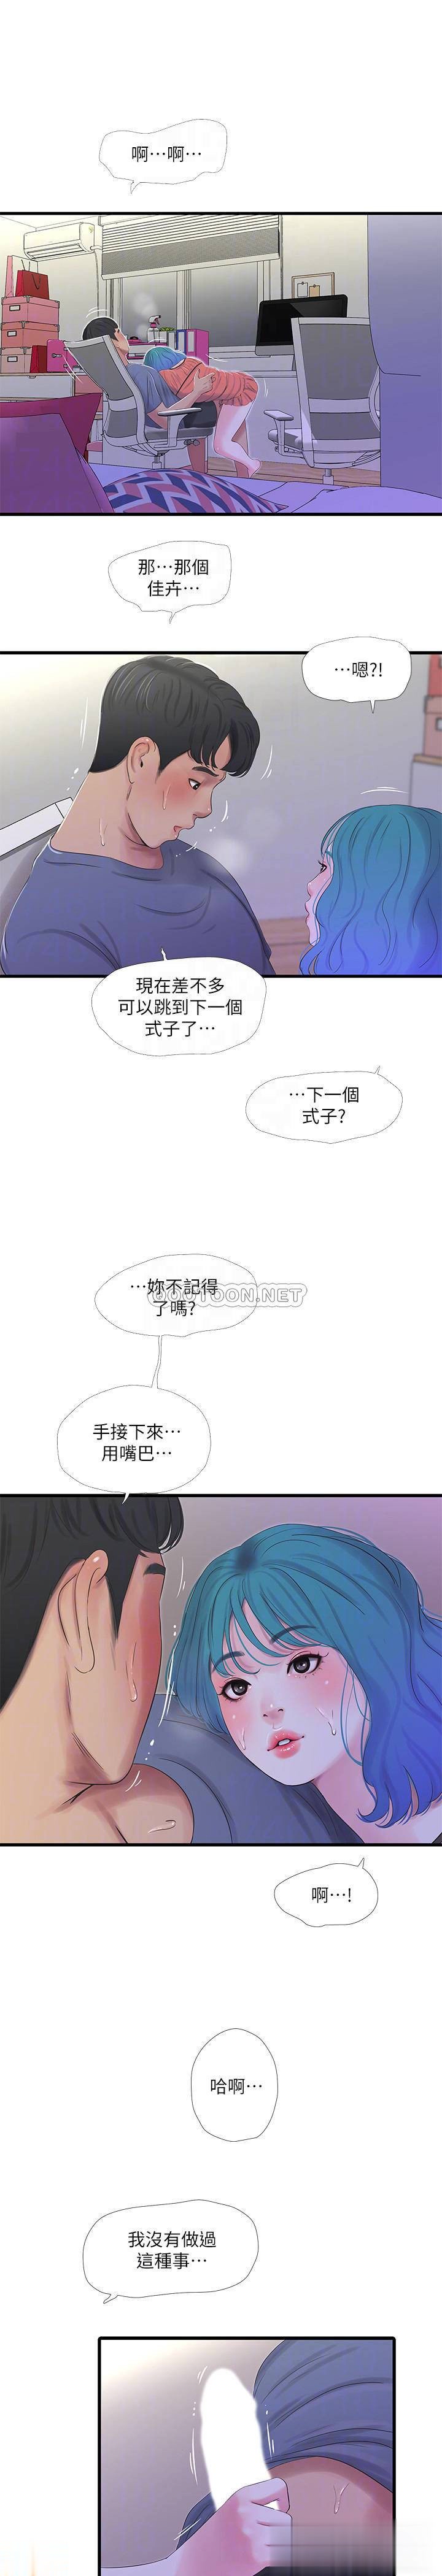 啊⋯啊⋯
那⋯那個
佳卉⋯
⋯嗯?!
現在差不多
可以跳到下一個
式子了⋯
⋯下一個
式子?
⋯妳不記得
了嗎?
手接下來⋯
用嘴巴⋯
啊⋯!
哈啊⋯
我沒有做過
這種事⋯